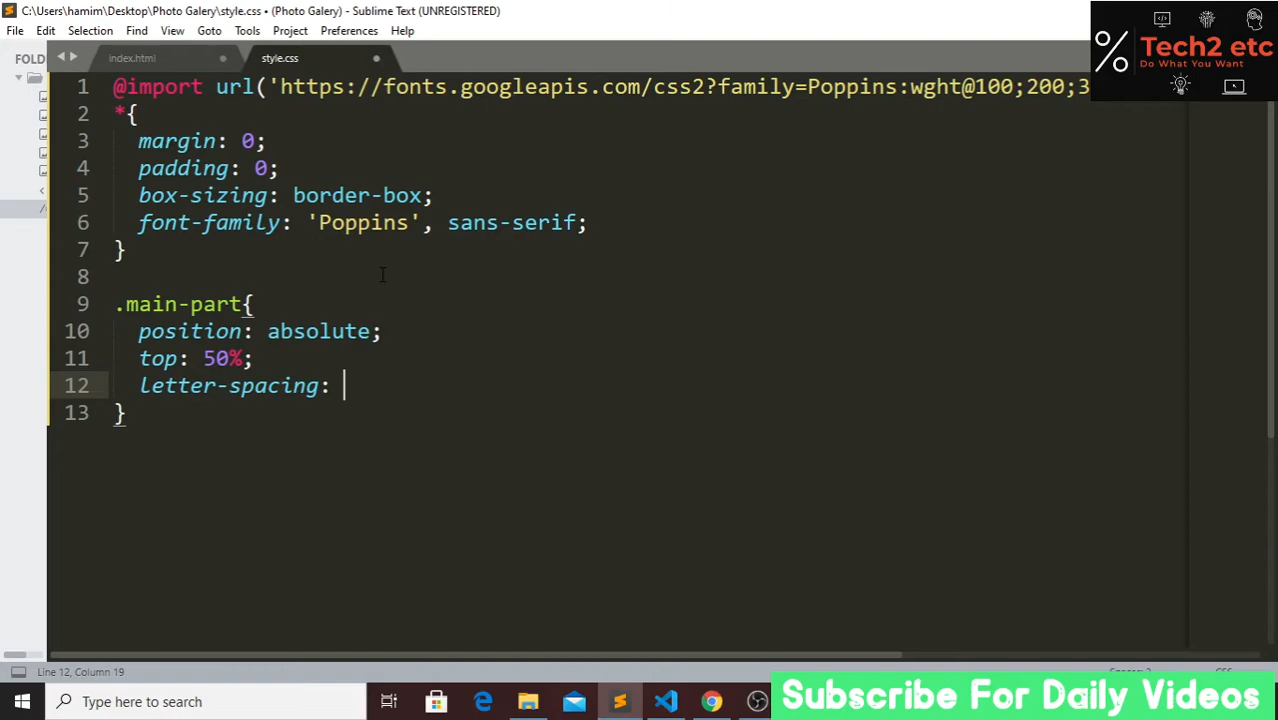 C:\Users\hamim\Desktop\Photo Galery\style.css • (Photo Galery) - Sublime Text (UNREGISTERED)
File Edit Selection Find View Goto Tools Project Preferences Help
Tech2 etc
Do What You Want
FOLD
index.html
style.css
1 @import url('https://fonts.googleapis.com/css2?family=Poppins:wght@100;200;3
2 *{
3 margin: 0;
4 padding: 0;
5 box-sizing: border-box;
6 font-family: 'Poppins', sans-serif;
7 }
8
9 .main-part{
10 position: absolute;
11 top: 50%;
12 letter-spacing:
13 }
Line 12, Column 19
Type here to search
Subscribe For Daily Videos